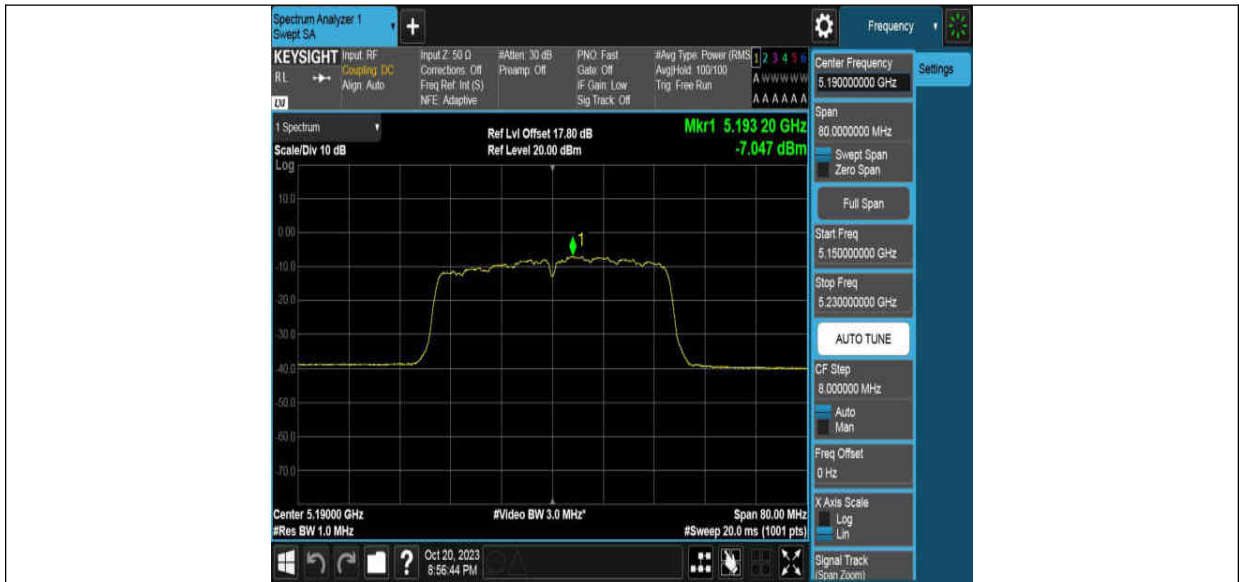 Spectrum Analyzer 1
Swept SA
+
Frequency
KEYSIGHT
RL
LXI
Input: RF
Coupling: DC
Align: Auto
Input Z: 50 Ω
Corrections: Off
Freq Ref: Int (S)
NFE: Adaptive
#Atten: 30 dB
Preamp: Off
PNO: Fast
Gate: Off
IF Gain: Low
Sig Track: Off
#Avg Type: Power (RMS
Avg|Hold: 100/100
Trig: Free Run
1 2 3 4 5 6
A W W W W W
A A A A A A
1 Spectrum
Scale/Div 10 dB
Ref Lvl Offset 17.80 dB
Ref Level 20.00 dBm
Mkr1 5.193 20 GHz
-7.047 dBm
Log
10.0
0.00
-10.0
-20.0
-30.0
-40.0
-50.0
-60.0
-70.0
1
Center 5.19000 GHz
#Res BW 1.0 MHz
#Video BW 3.0 MHz*
Span 80.00 MHz
#Sweep 20.0 ms (1001 pts)
?
Oct 20, 2023
8:56:44 PM
Center Frequency
5.190000000 GHz
Settings
Span
80.0000000 MHz
Swept Span
Zero Span
Full Span
Start Freq
5.150000000 GHz
Stop Freq
5.230000000 GHz
AUTO TUNE
CF Step
8.000000 MHz
Auto
Man
Freq Offset
0 Hz
X Axis Scale
Log
Lin
Signal Track
(Span Zoom)